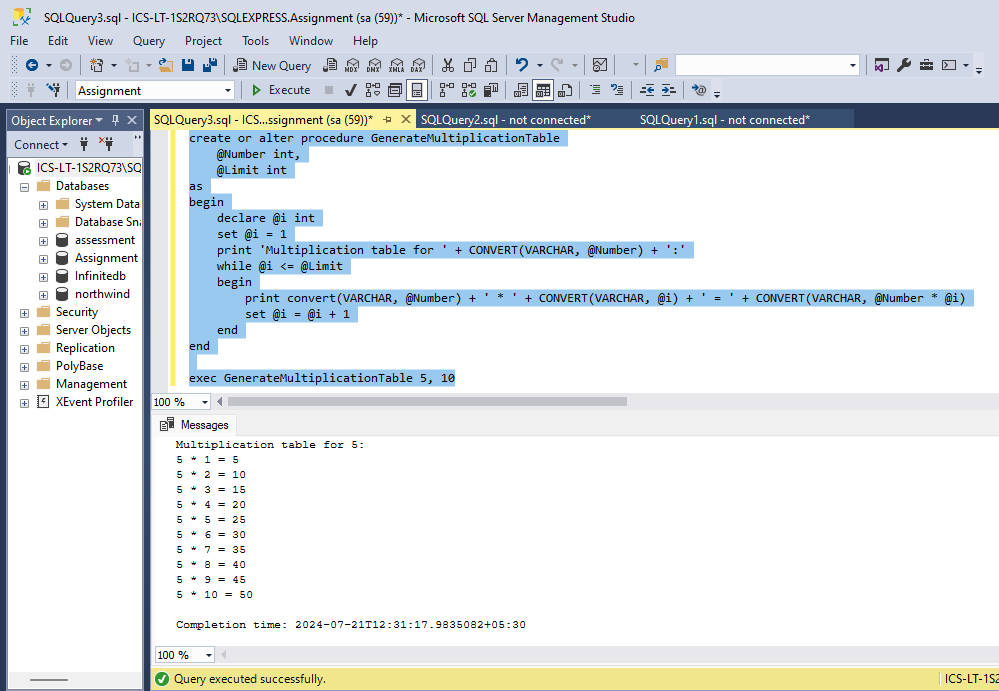 SQLQuery3.sql - ICS-LT-1S2RQ73\SQLEXPRESS.Assignment (sa (59))* - Microsoft SQL Server Management Studio
File Edit View Query Project Tools Window Help
New Query MDX DMX XMLA DAX
Assignment Execute
Object Explorer
SQLQuery3.sql - ICS...ssignment (sa (59))* SQLQuery2.sql - not connected* SQLQuery1.sql - not connected*
Connect
ICS-LT-1S2RQ73\SQ
Databases
System Data
Database Sna
assessment
Assignment
Infinitedb
northwind
Security
Server Objects
Replication
PolyBase
Management
XEvent Profiler
create or alter procedure GenerateMultiplicationTable
@Number int,
@Limit int
as
begin
declare @i int
set @i = 1
print 'Multiplication table for ' + CONVERT(VARCHAR, @Number) + ':'
while @i <= @Limit
begin
print convert(VARCHAR, @Number) + ' * ' + CONVERT(VARCHAR, @i) + ' = ' + CONVERT(VARCHAR, @Number * @i)
set @i = @i + 1
end
end
exec GenerateMultiplicationTable 5, 10
100 %
Messages
Multiplication table for 5:
5 * 1 = 5
5 * 2 = 10
5 * 3 = 15
5 * 4 = 20
5 * 5 = 25
5 * 6 = 30
5 * 7 = 35
5 * 8 = 40
5 * 9 = 45
5 * 10 = 50
Completion time: 2024-07-21T12:31:17.9835082+05:30
100 %
Query executed successfully. ICS-LT-1S2